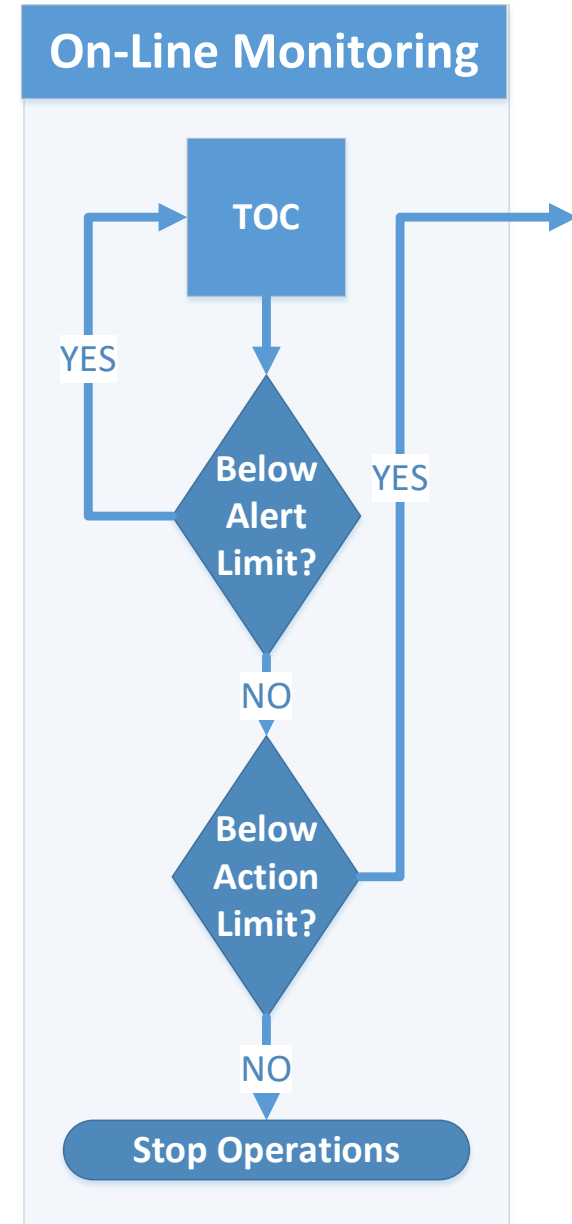 On-Line Monitoring
TOC
YES
Below
Alert
Limit?
YES
NO
Below
Action
Limit?
NO
Stop Operations